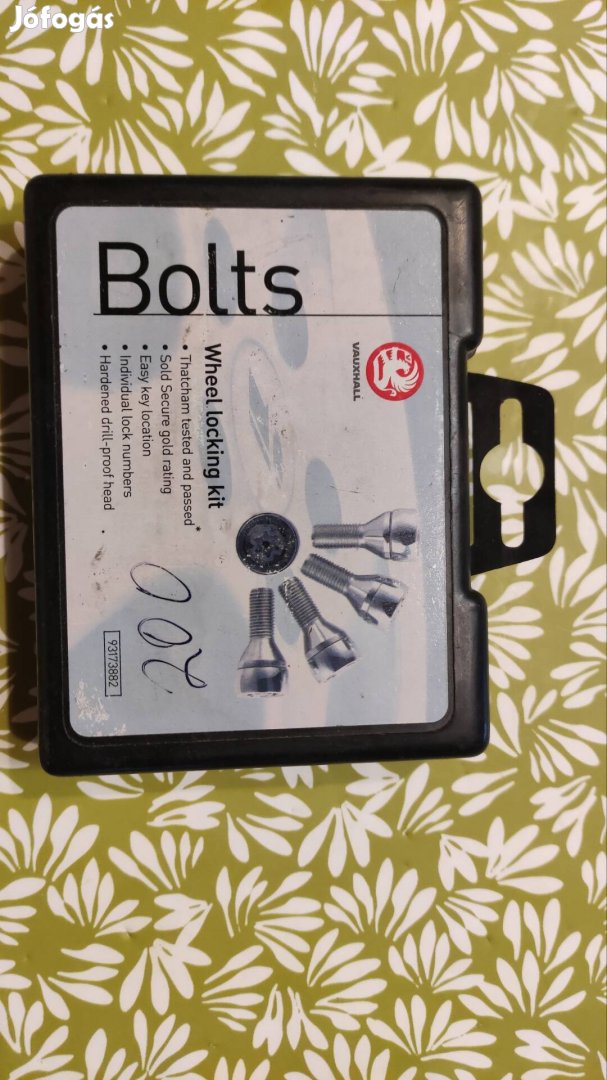 Jófogás
Bolts
VAUXHALL
Wheel locking kit
• Thatcham tested and passed*
• Sold Secure gold rating
• Easy key location
• Individual lock numbers
• Hardened drill-proof head
200
93173882